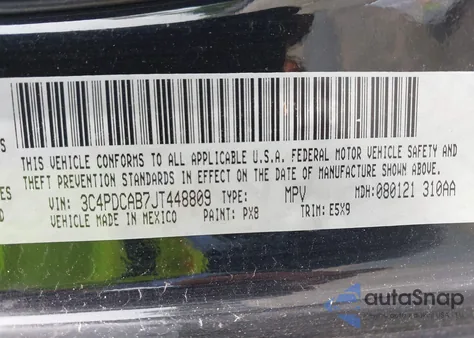 THIS VEHICLE CONFORMS TO ALL APPLICABLE U.S.A. FEDERAL MOTOR VEHICLE SAFETY AND
THEFT PREVENTION STANDARDS IN EFFECT ON THE DATE OF MANUFACTURE SHOWN ABOVE.
VIN: 3C4PDCAB7JT448809 TYPE: MPV MDH: 080121 310AA
VEHICLE MADE IN MEXICO PAINT: PX8 TRIM: E5X9
autoSnap